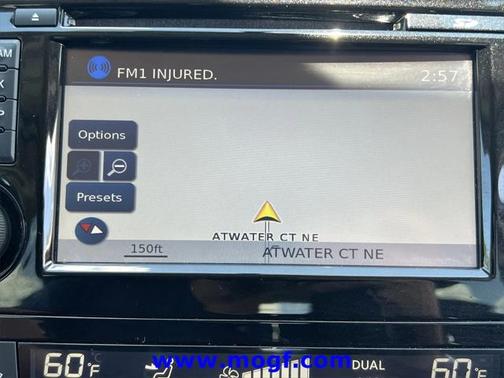 AM
FM1 INJURED.
2:57
Options
Presets
ATWATER CT NE
150ft
ATWATER CT NE
60°F
DUAL
60°F
www.mogf.com